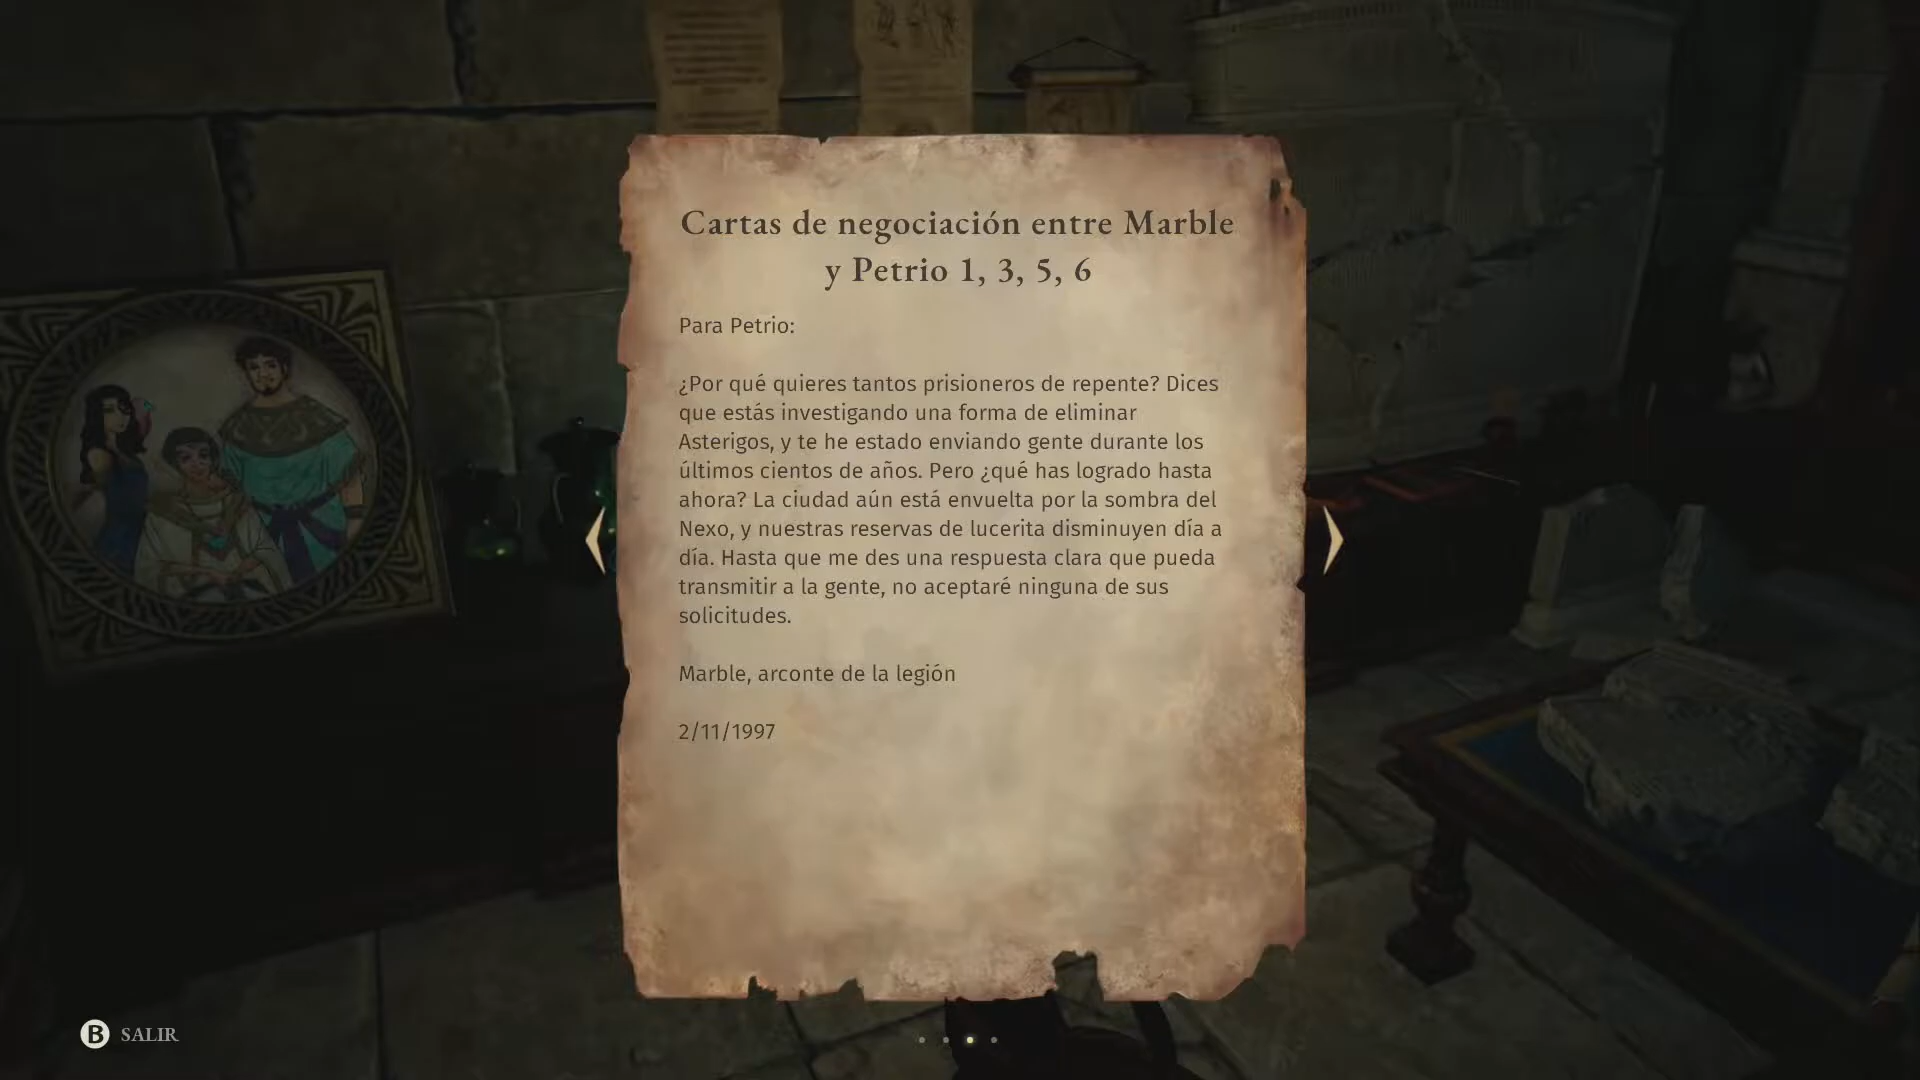 Cartas de negociación entre Marble
y Petrio 1, 3, 5, 6
Para Petrio:
¿Por qué quieres tantos prisioneros de repente? Dices
que estás investigando una forma de eliminar
Asterigos, y te he estado enviando gente durante los
últimos cientos de años. Pero ¿qué has logrado hasta
ahora? La ciudad aún está envuelta por la sombra del
Nexo, y nuestras reservas de lucerita disminuyen día a
día. Hasta que me des una respuesta clara que pueda
transmitir a la gente, no aceptaré ninguna de sus
solicitudes.
Marble, arconte de la legión
2/11/1997
B SALIR